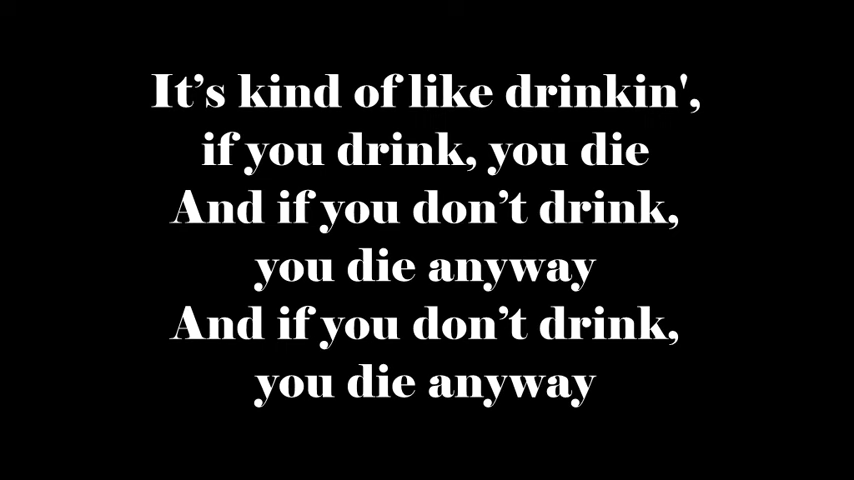 It’s kind of like drinkin',
if you drink, you die
And if you don’t drink,
you die anyway
And if you don’t drink,
you die anyway